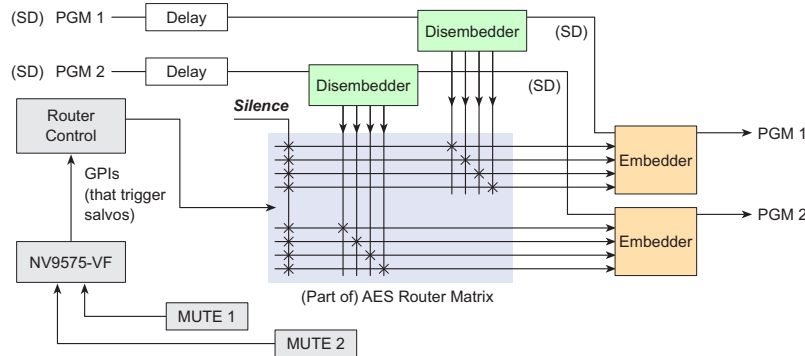 (SD) PGM 1
Delay
Disembedder
(SD)
(SD) PGM 2
Delay
Disembedder
(SD)
Silence
Router
Control
Embedder
PGM 1
GPIs
(that trigger
salvos)
Embedder
PGM 2
NV9575-VF
(Part of) AES Router Matrix
MUTE 1
MUTE 2